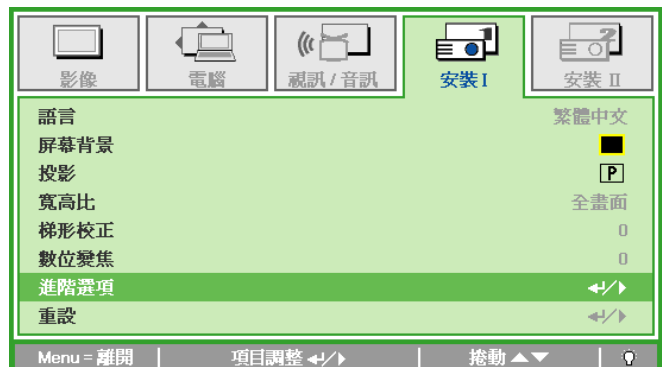 影像 電腦 視訊 / 音訊 安裝 I 安裝 II
語言 繁體中文
屏幕背景
投影 P
寬高比 全畫面
梯形校正 0
數位變焦 0
進階選項
重設
Menu = 離開 項目調整 捲動